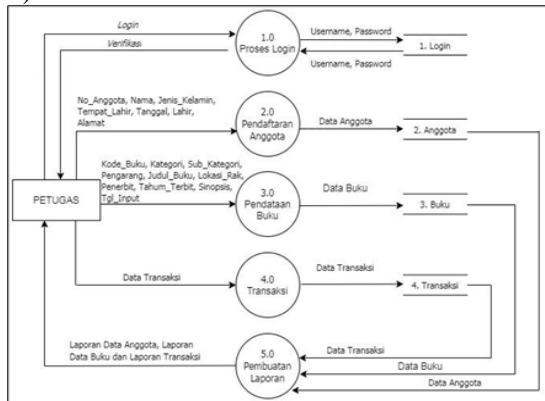 )
Login
Verifikasi
1.0
Proses Login
Username, Password
1. Login
Username, Password
No_Anggota, Nama, Jenis_Kelamin,
Tempat_Lahir, Tanggal, Lahir,
Alamat
2.0
Pendaftaran
Anggota
Data Anggota
2. Anggota
Kode_Buku, Kategori, Sub_Kategori,
Pengarang, Judul_Buku, Lokasi_Rak,
Penerbit, Tahum_Terbit, Sinopsis,
Tgl_Input
PETUGAS
3.0
Pendataan
Buku
Data Buku
3. Buku
Data Transaksi
4.0
Transaksi
Data Transaksi
4. Transaksi
Laporan Data Anggota, Laporan
Data Buku dan Laporan Transaksi
5.0
Pembuatan
Laporan
Data Transaksi
Data Buku
Data Anggota